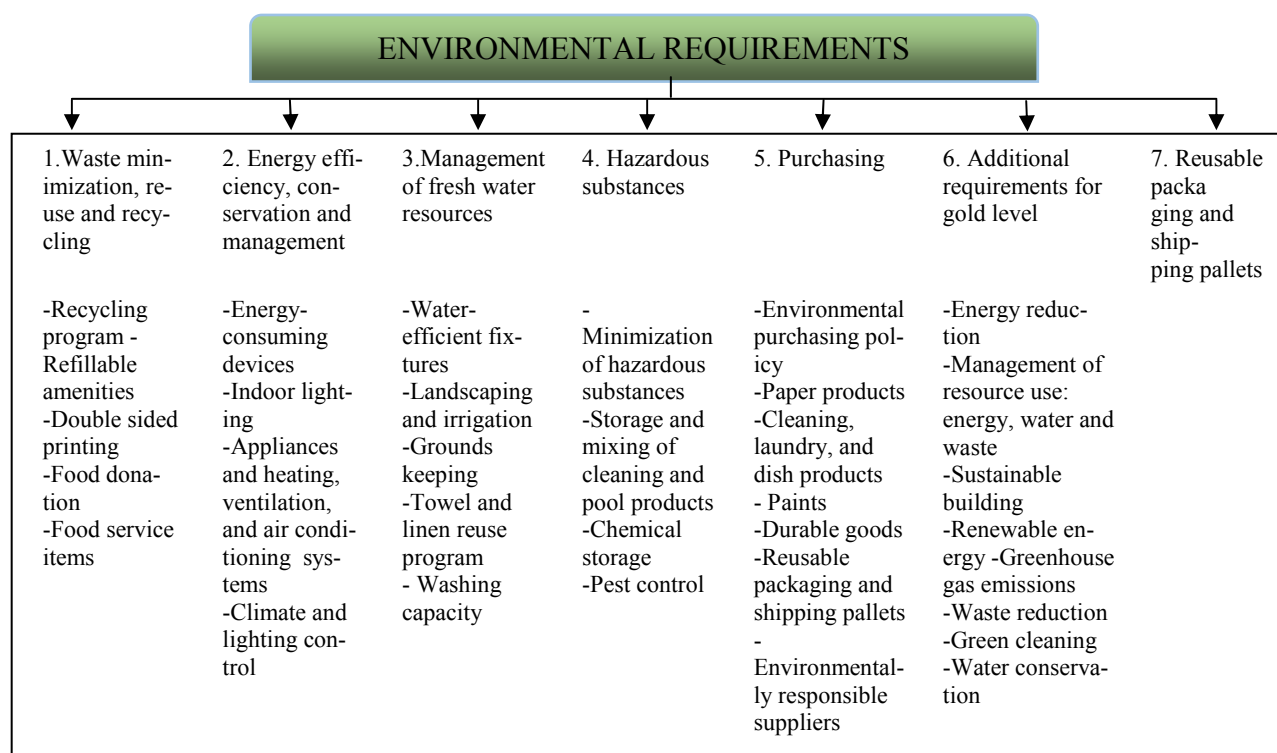 ENVIRONMENTAL REQUIREMENTS
1.Waste min-
imization, re-
use and recy-
cling
-Recycling
program -
Refillable
amenities
-Double sided
printing
-Food dona-
tion
-Food service
items
2. Energy effi-
ciency, con-
servation and
management
-Energy-
consuming
devices
-Indoor light-
ing
-Appliances
and heating,
ventilation,
and air condi-
tioning sys-
tems
-Climate and
lighting con-
trol
3.Management
of fresh water
resources
-Water-
efficient fix-
tures
-Landscaping
and irrigation
-Grounds
keeping
-Towel and
linen reuse
program
- Washing
capacity
4. Hazardous
substances
-
Minimization
of hazardous
substances
-Storage and
mixing of
cleaning and
pool products
-Chemical
storage
-Pest control
5. Purchasing
-Environmental
purchasing pol-
icy
-Paper products
-Cleaning,
laundry, and
dish products
- Paints
-Durable goods
-Reusable
packaging and
shipping pallets
-
Environmental-
ly responsible
suppliers
6. Additional
requirements for
gold level
-Energy reduc-
tion
-Management of
resource use:
energy, water and
waste
-Sustainable
building
-Renewable en-
ergy -Greenhouse
gas emissions
-Waste reduction
-Green cleaning
-Water conserva-
tion
7. Reusable
packa
ging and
ship-
ping pallets